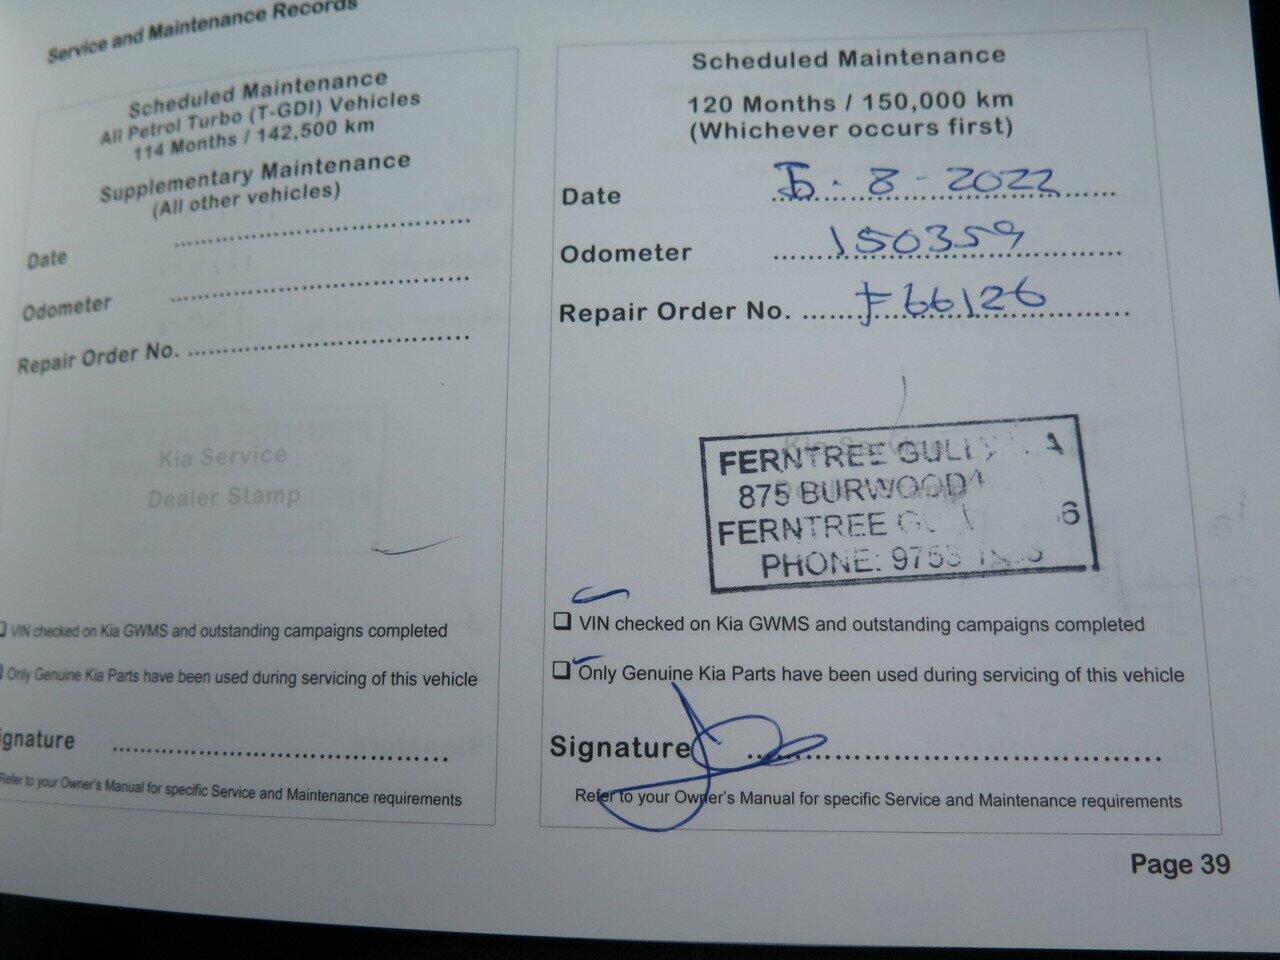 Service and Maintenance Records
Scheduled Maintenance
All Petrol Turbo (T-GDI) Vehicles
114 Months / 142,500 km
Supplementary Maintenance
(All other vehicles)
Date
Odometer
Repair Order No.
Kia Service
Dealer Stamp
VIN checked on Kia GWMS and outstanding campaigns completed
Only Genuine Kia Parts have been used during servicing of this vehicle
ignature
Refer to your Owner's Manual for specific Service and Maintenance requirements
Scheduled Maintenance
120 Months / 150,000 km
(Whichever occurs first)
Date 5 - 8 - 2022
Odometer 150359
Repair Order No. F66126
FERNTREE GULLY
875 BURWOOD
FERNTREE
PHONE:
VIN checked on Kia GWMS and outstanding campaigns completed
Only Genuine Kia Parts have been used during servicing of this vehicle
Signature
Refer to your Owner's Manual for specific Service and Maintenance requirements
Page 39